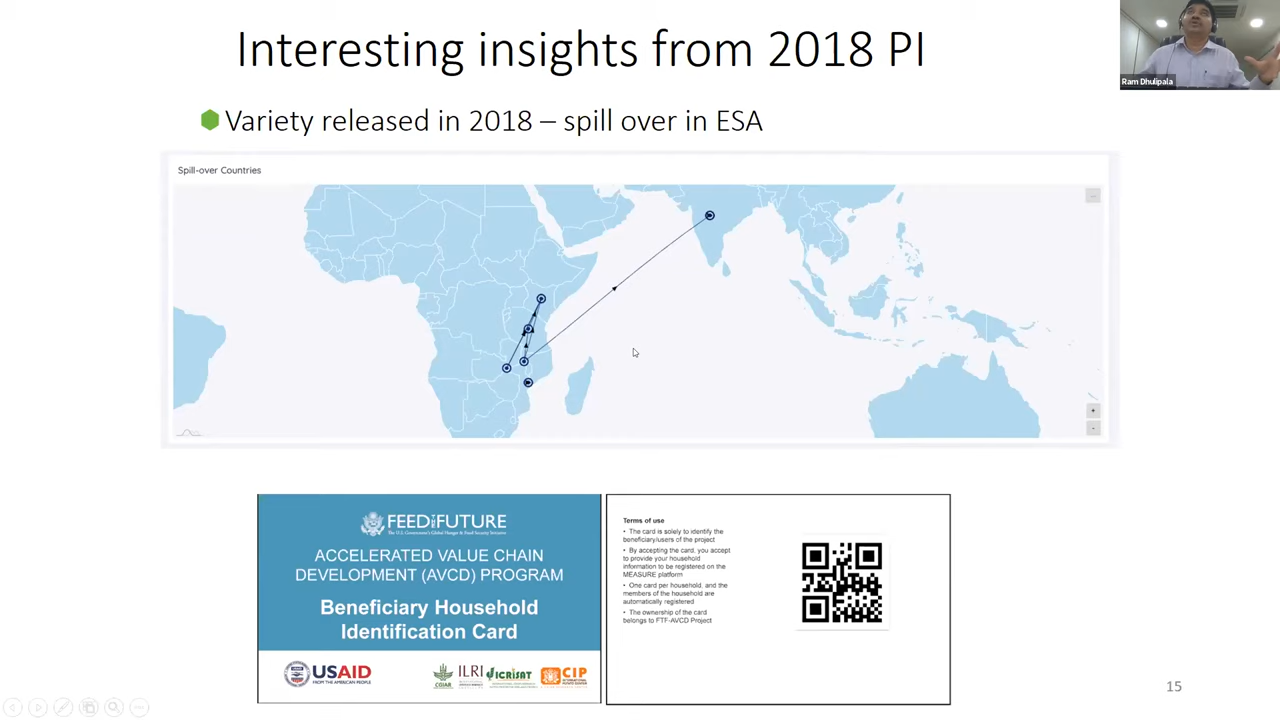 Interesting insights from 2018 PI
Ram Dhulipala
Variety released in 2018 – spill over in ESA
Spill-over Countries
+
-
FEED THE FUTURE
The U.S. Government's Global Hunger & Food Security Initiative
ACCELERATED VALUE CHAIN
DEVELOPMENT (AVCD) PROGRAM
Beneficiary Household
Identification Card
USAID
FROM THE AMERICAN PEOPLE
CGIAR
ILRI
ICRISAT
CIP
Terms of use
• The card is solely to identify the
beneficiary/users of the project
• By accepting the card, you accept
to provide your household
information to be registered on the
MEASURE platform
• One card per household, and the
members of the household are
automatically registered
• The ownership of the card
belongs to FTF-AVCD Project
15